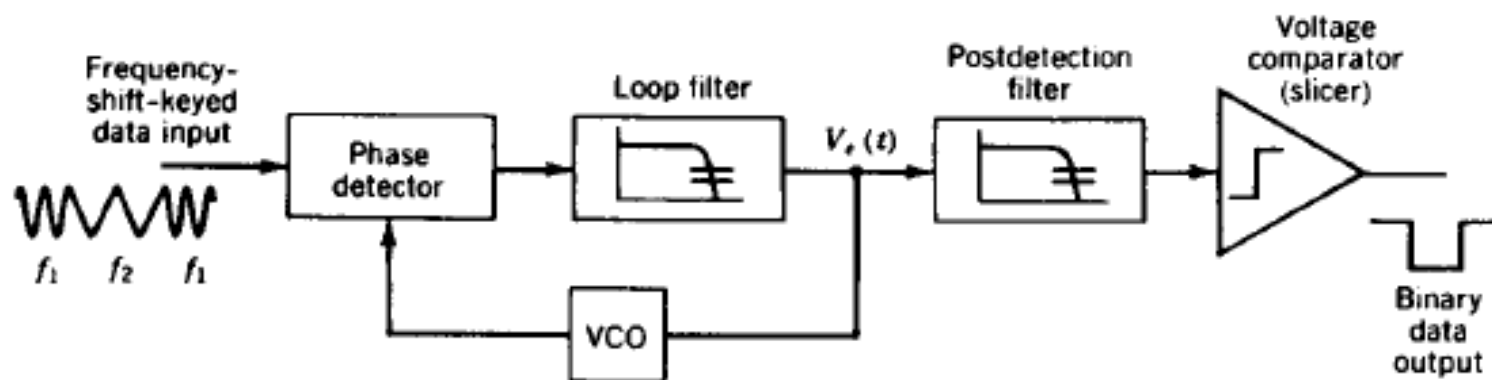 Frequency-
shift-keyed
data input
f₁ f₂ f₁
Phase
detector
Loop filter
Vₑ (t)
VCO
Postdetection
filter
Voltage
comparator
(slicer)
Binary
data
output